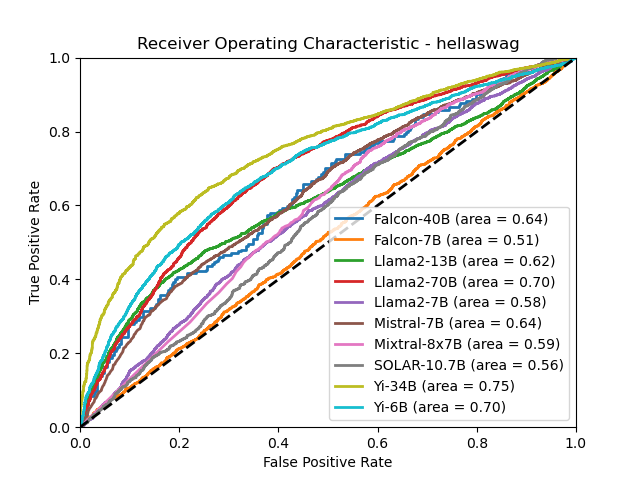 Receiver Operating Characteristic - hellaswag
1.0
0.8
0.6
0.4
0.2
0.0
True Positive Rate
Falcon-40B (area = 0.64)
Falcon-7B (area = 0.51)
Llama2-13B (area = 0.62)
Llama2-70B (area = 0.70)
Llama2-7B (area = 0.58)
Mistral-7B (area = 0.64)
Mixtral-8x7B (area = 0.59)
SOLAR-10.7B (area = 0.56)
Yi-34B (area = 0.75)
Yi-6B (area = 0.70)
0.0 0.2 0.4 0.6 0.8 1.0
False Positive Rate